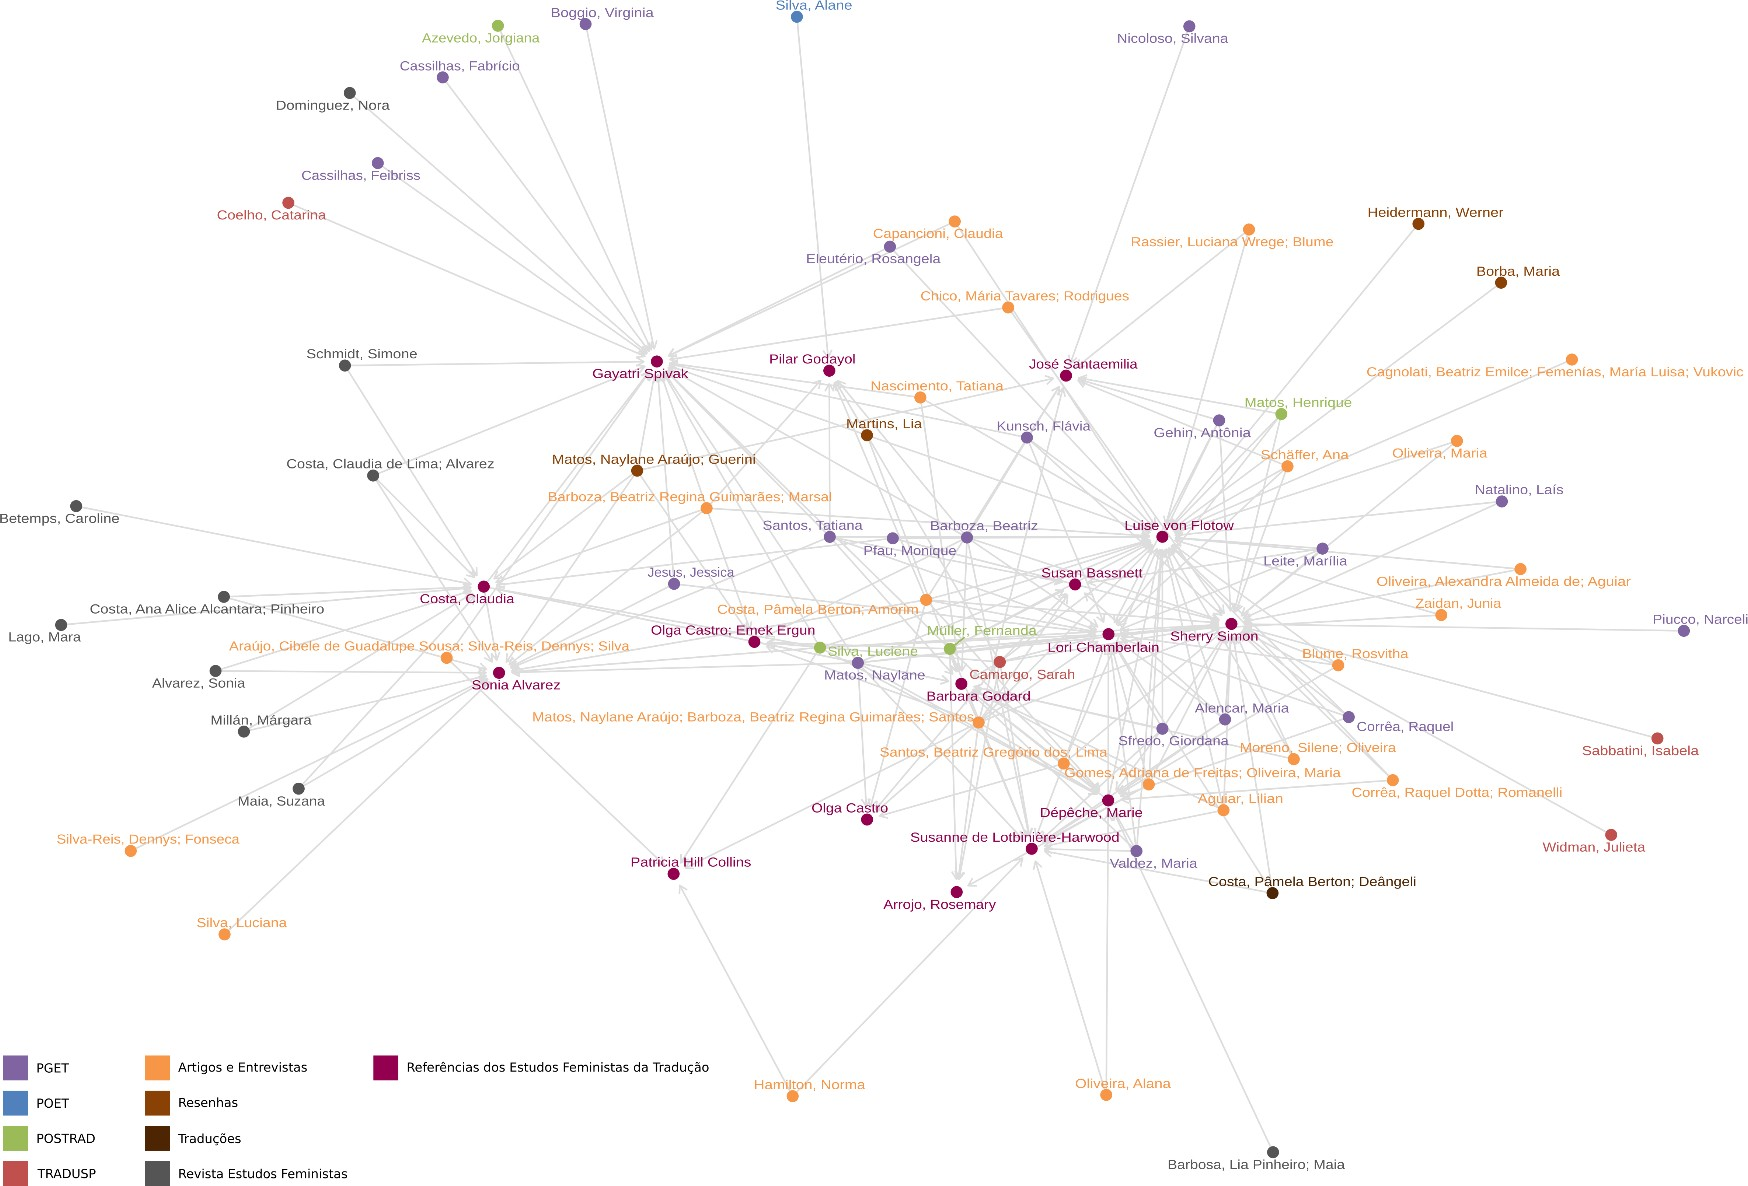 Silva, Alane
Boggio, Virginia
Azevedo, Jorgiana
Nicoloso, Silvana
Cassilhas, Fabrício
Dominguez, Nora
Cassilhas, Feibriss
Coelho, Catarina
Heidermann, Werner
Capancioni, Claudia
Rassier, Luciana Wrege; Blume
Eleutério, Rosangela
Borba, Maria
Chico, Mária Tavares; Rodrigues
Schmidt, Simone
Pilar Godayol
José Santaemilia
Gayatri Spivak
Cagnolati, Beatriz Emilce; Femenías, María Luisa; Vukovic
Nascimento, Tatiana
Matos, Henrique
Martins, Lia
Kunsch, Flávia
Gehin, Antônia
Oliveira, Maria
Schäffer, Ana
Matos, Naylane Araújo; Guerini
Costa, Claudia de Lima; Alvarez
Natalino, Laís
Barboza, Beatriz Regina Guimarães; Marsal
Betemps, Caroline
Santos, Tatiana
Barboza, Beatriz
Luise von Flotow
Pfau, Monique
Leite, Marília
Jesus, Jessica
Susan Bassnett
Oliveira, Alexandra Almeida de; Aguiar
Costa, Claudia
Zaidan, Junia
Costa, Ana Alice Alcantara; Pinheiro
Costa, Pâmela Berton; Amorim
Piucco, Narceli
Olga Castro; Emek Ergun
Müller, Fernanda
Lago, Mara
Sherry Simon
Araújo, Cibele de Guadalupe Sousa; Silva-Reis, Dennys; Silva
Silva, Luciene
Lori Chamberlain
Blume, Rosvitha
Matos, Naylane
Camargo, Sarah
Alvarez, Sonia
Sonia Alvarez
Barbara Godard
Alencar, Maria
Millán, Márgara
Matos, Naylane Araújo; Barboza, Beatriz Regina Guimarães; Santos
Corrêa, Raquel
Sfredo, Giordana
Moreno, Silene; Oliveira
Sabbatini, Isabela
Santos, Beatriz Gregório dos; Lima
Gomes, Adriana de Freitas; Oliveira, Maria
Corrêa, Raquel Dotta; Romanelli
Maia, Suzana
Aguiar, Lilian
Olga Castro
Dépêche, Marie
Silva-Reis, Dennys; Fonseca
Susanne de Lotbinière-Harwood
Widman, Julieta
Patricia Hill Collins
Valdez, Maria
Costa, Pâmela Berton; Deângeli
Arrojo, Rosemary
Silva, Luciana
Hamilton, Norma
Oliveira, Alana
Barbosa, Lia Pinheiro; Maia
PGET
Artigos e Entrevistas
Referências dos Estudos Feministas da Tradução
POET
Resenhas
POSTRAD
Traduções
TRADUSP
Revista Estudos Feministas